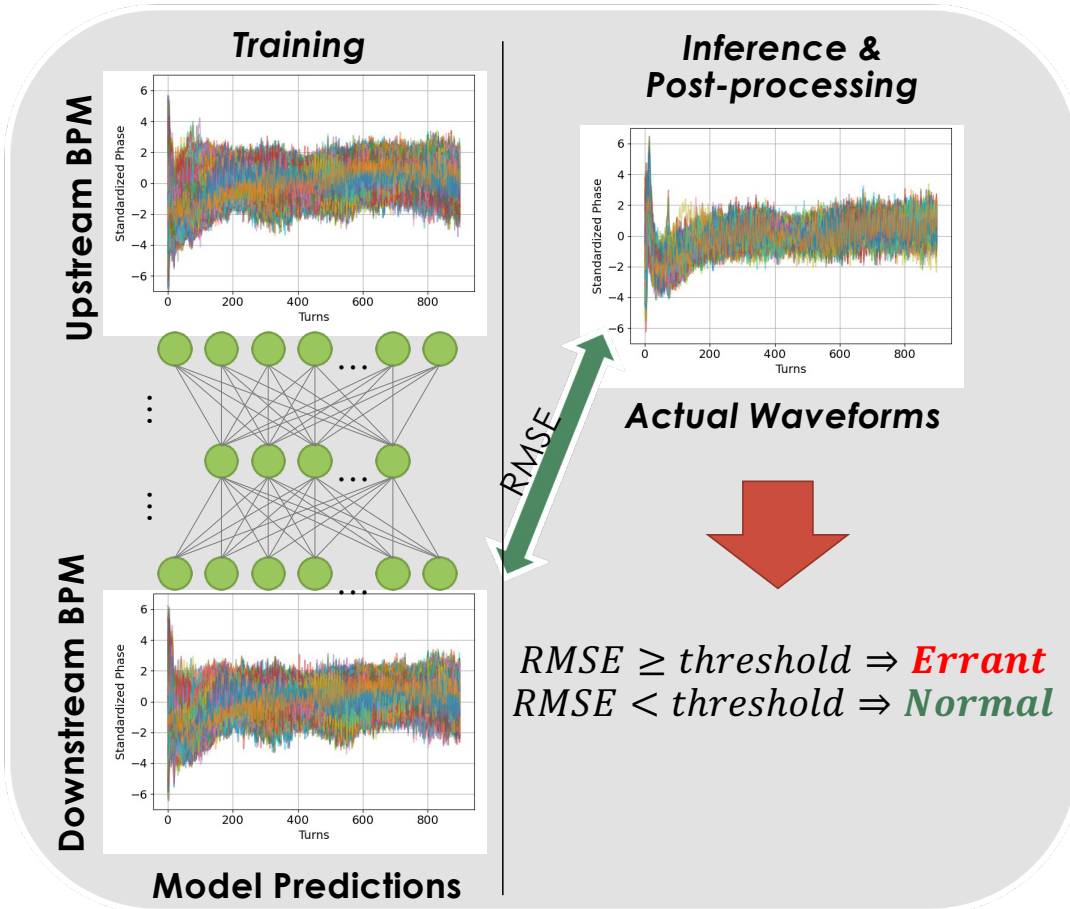 Training
Upstream BPM
Standardized Phase
6
4
2
0
−2
−4
−6
0 200 400 600 800
Turns
...
...
...
...
...
Downstream BPM
Standardized Phase
6
4
2
0
−2
−4
−6
0 200 400 600 800
Turns
Model Predictions
RMSE
Inference &
Post-processing
Standardized Phase
6
4
2
0
−2
−4
−6
0 200 400 600 800
Turns
Actual Waveforms
RMSE ≥ threshold ⇒ Errant
RMSE < threshold ⇒ Normal